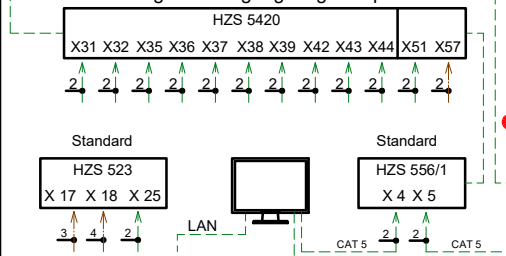 HZS 5420
X31 X32 X35 X36 X37 X38 X39 X42 X43 X44 X51 X57
2 2 2 2 2 2 2 2 2 2 2 2
Standard Standard
HZS 523 HZS 556/1
X 17 X 18 X 25 X 4 X 5
3 4 2 LAN 2 2
CAT 5 CAT 5